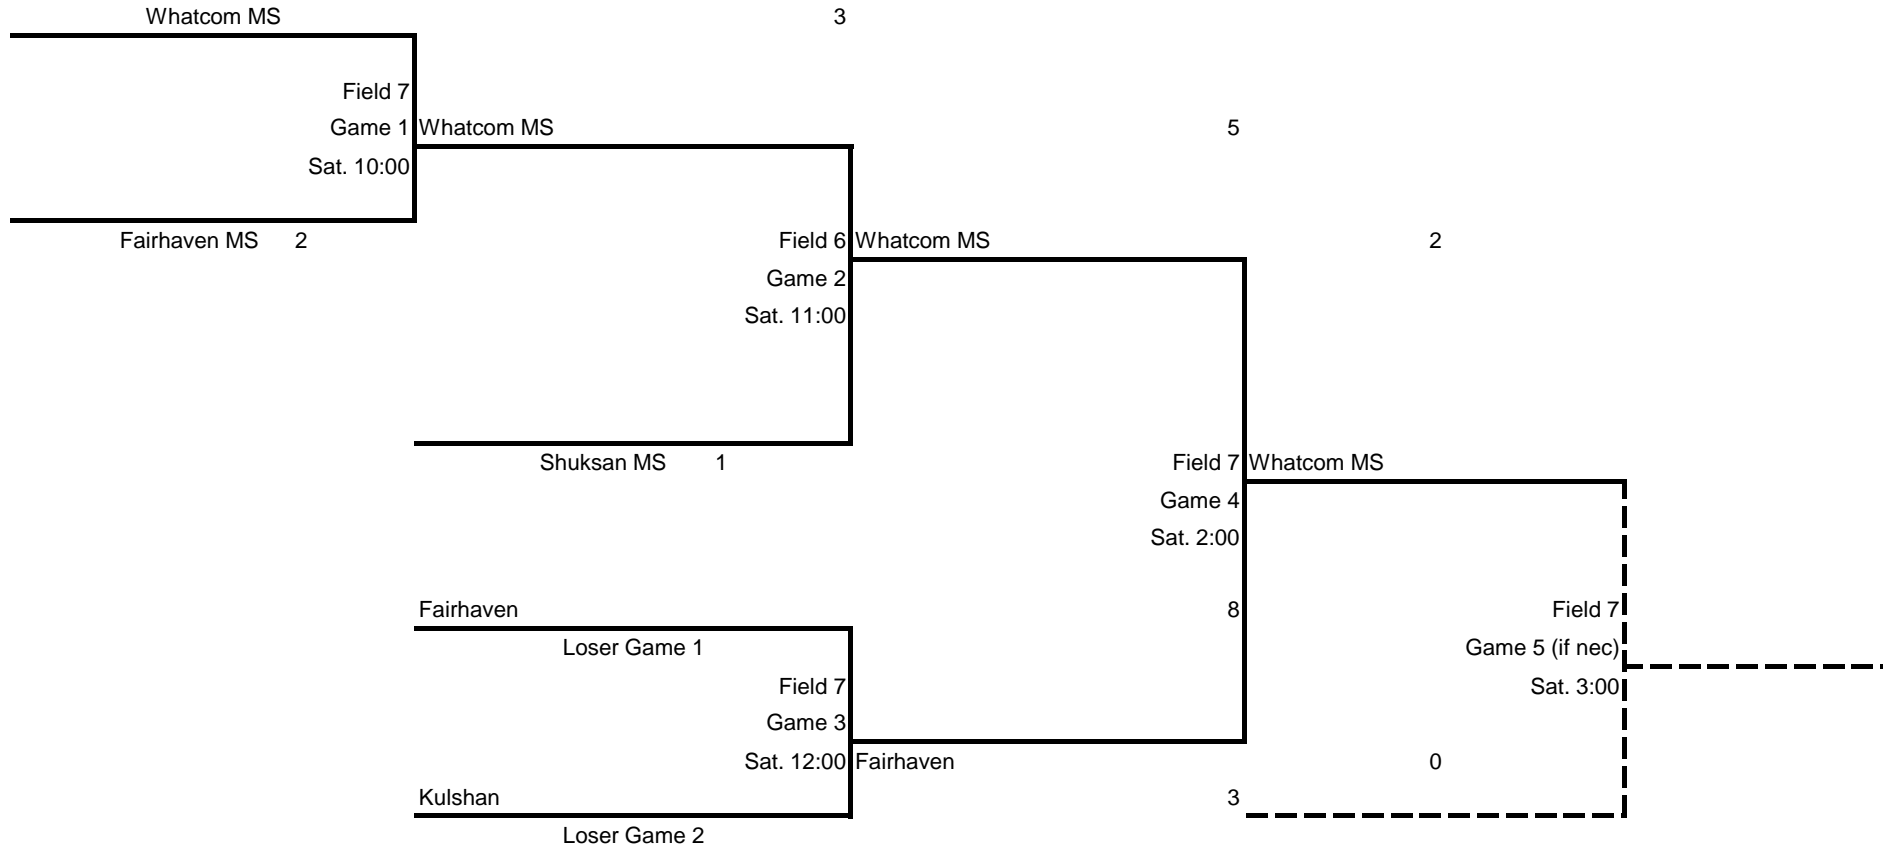 Whatcom MS 3
Field 7
Game 1 Whatcom MS 5
Sat. 10:00
Fairhaven MS 2 Field 6 Whatcom MS 2
Game 2
Sat. 11:00
Shuksan MS 1 Field 7 Whatcom MS
Game 4
Sat. 2:00
Fairhaven 8 Field 7
Loser Game 1 Game 5 (if nec)
Field 7 Sat. 3:00
Game 3
Sat. 12:00 Fairhaven 0
Kulshan 3
Loser Game 2